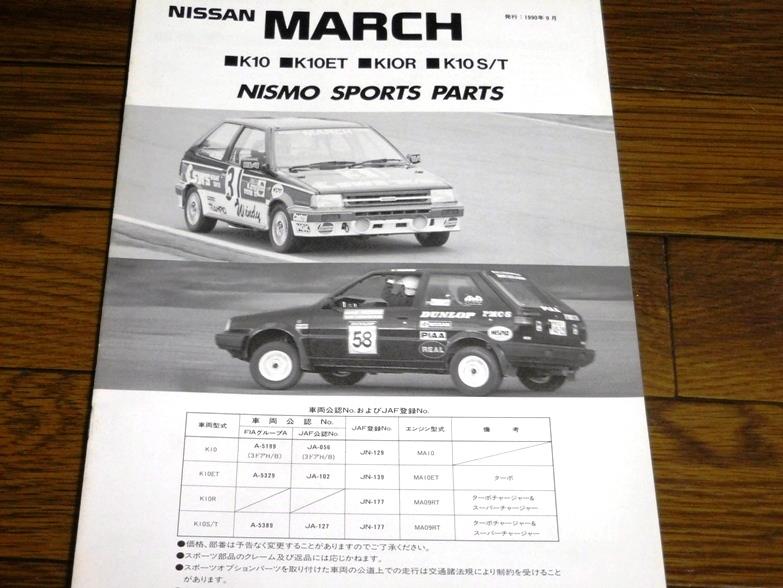 NISSAN MARCH
発行：1990年9月
■K10 ■K10ET ■K10R ■K10 S/T
NISMO SPORTS PARTS
MARCH
31
Windy
58
DUNLOP
PIAA
REAL
車両公認No.およびJAF登録No.
車両型式 車両公認No. JAF登録No. エンジン型式 備考
FIAグループA JAF公認No.
K10 A-5199 (3ドアH/B) JA-056 (3ドアH/B) JN-129 MA10
K10ET A-5329 JA-102 JN-139 MA10ET ターボ
K10R JN-177 MA09RT ターボチャージャー&スーパーチャージャー
K10S/T A-5389 JA-127 JN-177 MA09RT ターボチャージャー&スーパーチャージャー
●価格、部番は予告なく変更することがありますのでご了承ください。
●スポーツ部品のクレーム及び返品には応じかねます。
●スポーツオプションパーツを取り付けた車両の公道上での走行は交通諸法規により制約を受けること
があります。